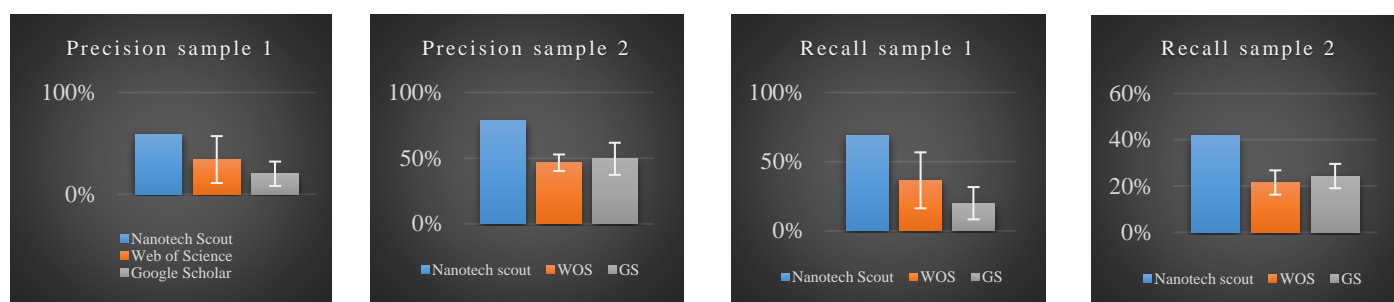 Precision sample 1
100%
0%
Nanotech Scout
Web of Science
Google Scholar
Precision sample 2
100%
50%
0%
Nanotech scout WOS GS
Recall sample 1
100%
50%
0%
Nanotech Scout WOS GS
Recall sample 2
60%
40%
20%
0%
Nanotech scout WOS GS